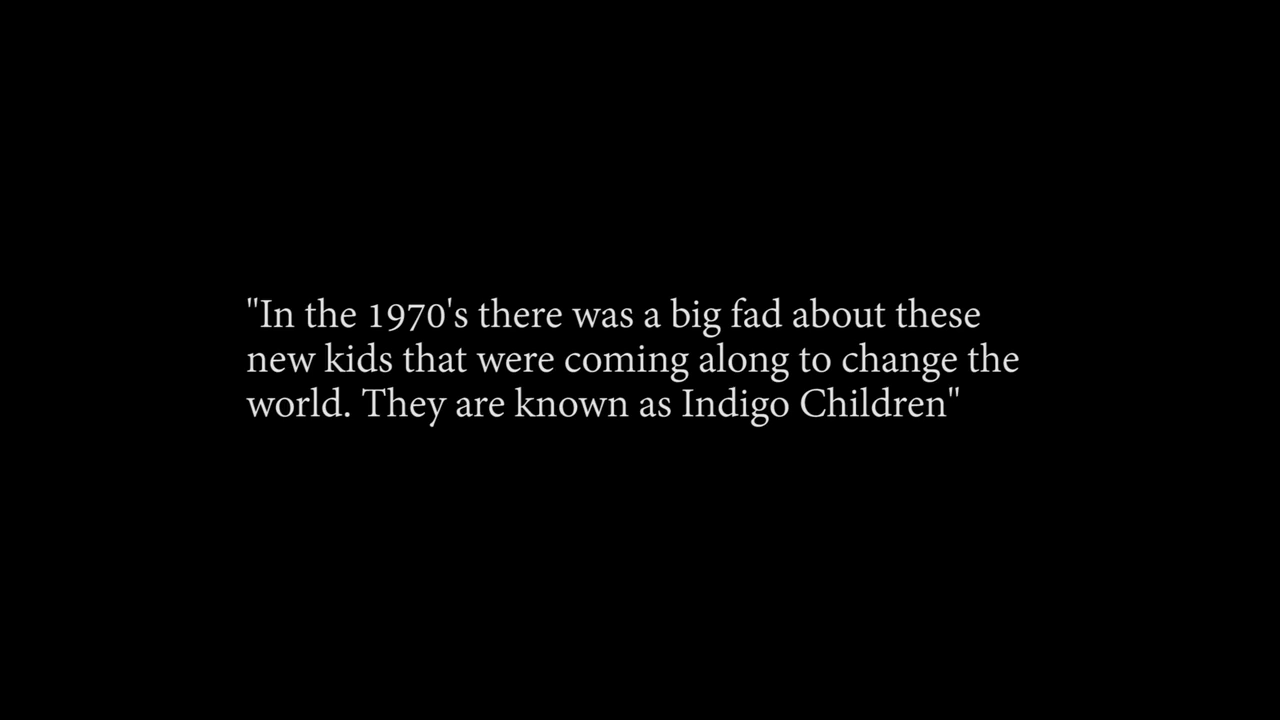 "In the 1970's there was a big fad about these
new kids that were coming along to change the
world. They are known as Indigo Children"